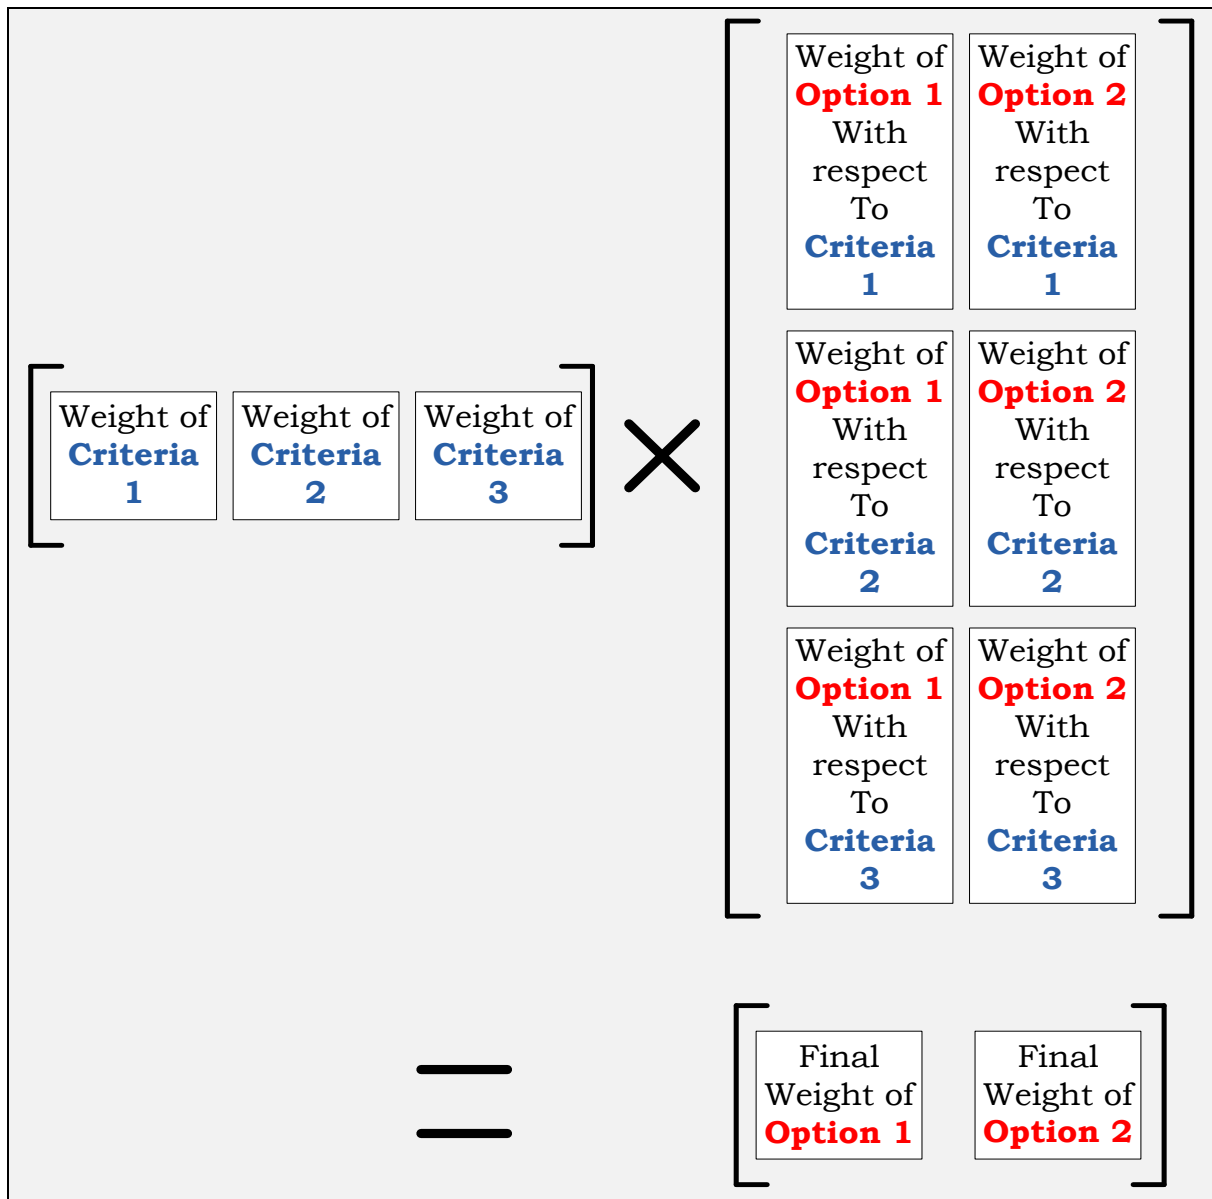 Weight of
Option 1
With
respect
To
Criteria
1
Weight of
Option 2
With
respect
To
Criteria
1
Weight of
Criteria
1
Weight of
Criteria
2
Weight of
Criteria
3
Weight of
Option 1
With
respect
To
Criteria
2
Weight of
Option 2
With
respect
To
Criteria
2
Weight of
Option 1
With
respect
To
Criteria
3
Weight of
Option 2
With
respect
To
Criteria
3
Final
Weight of
Option 1
Final
Weight of
Option 2